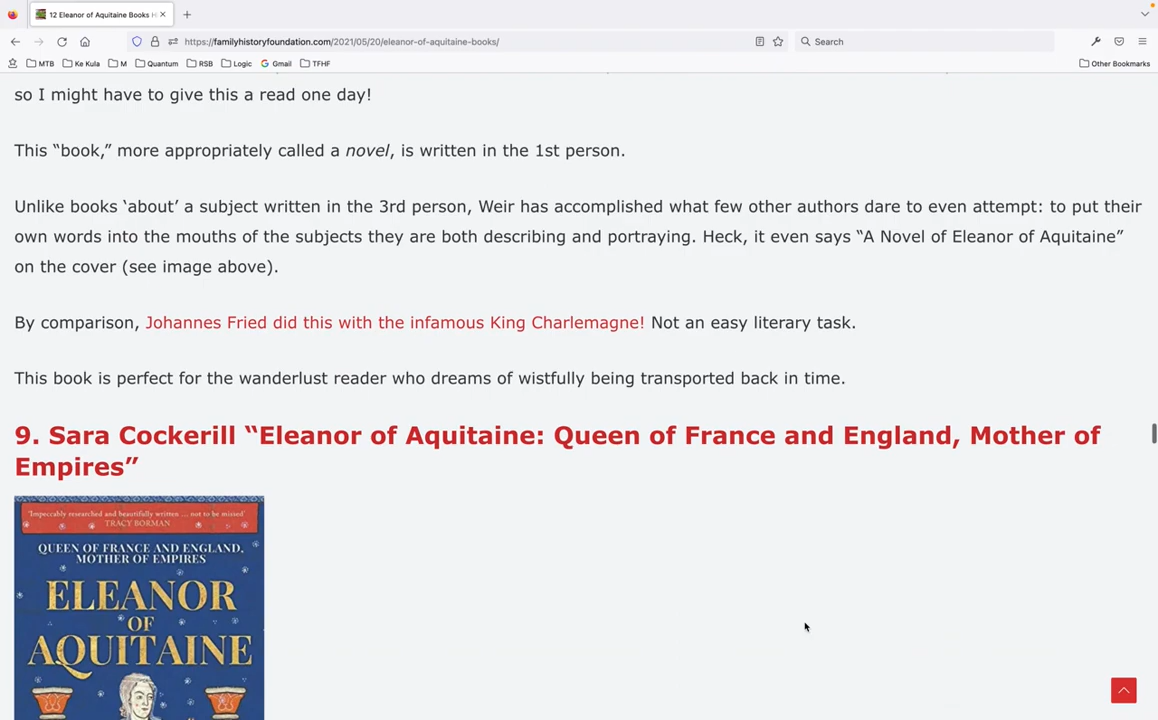 12 Eleanor of Aquitaine Books
https://familyhistoryfoundation.com/2021/05/20/eleanor-of-aquitaine-books/
Search
MTB
Ke Kula
M
Quantum
RSB
Logic
Gmail
TFHF
Other Bookmarks
so I might have to give this a read one day!
This “book,” more appropriately called a novel, is written in the 1st person.
Unlike books ‘about’ a subject written in the 3rd person, Weir has accomplished what few other authors dare to even attempt: to put their
own words into the mouths of the subjects they are both describing and portraying. Heck, it even says “A Novel of Eleanor of Aquitaine”
on the cover (see image above).
By comparison, Johannes Fried did this with the infamous King Charlemagne! Not an easy literary task.
This book is perfect for the wanderlust reader who dreams of wistfully being transported back in time.
9. Sara Cockerill “Eleanor of Aquitaine: Queen of France and England, Mother of
Empires”
'Impeccably researched and beautifully written ... not to be missed'
TRACY BORMAN
QUEEN OF FRANCE AND ENGLAND,
MOTHER OF EMPIRES
ELEANOR
OF
AQUITAINE